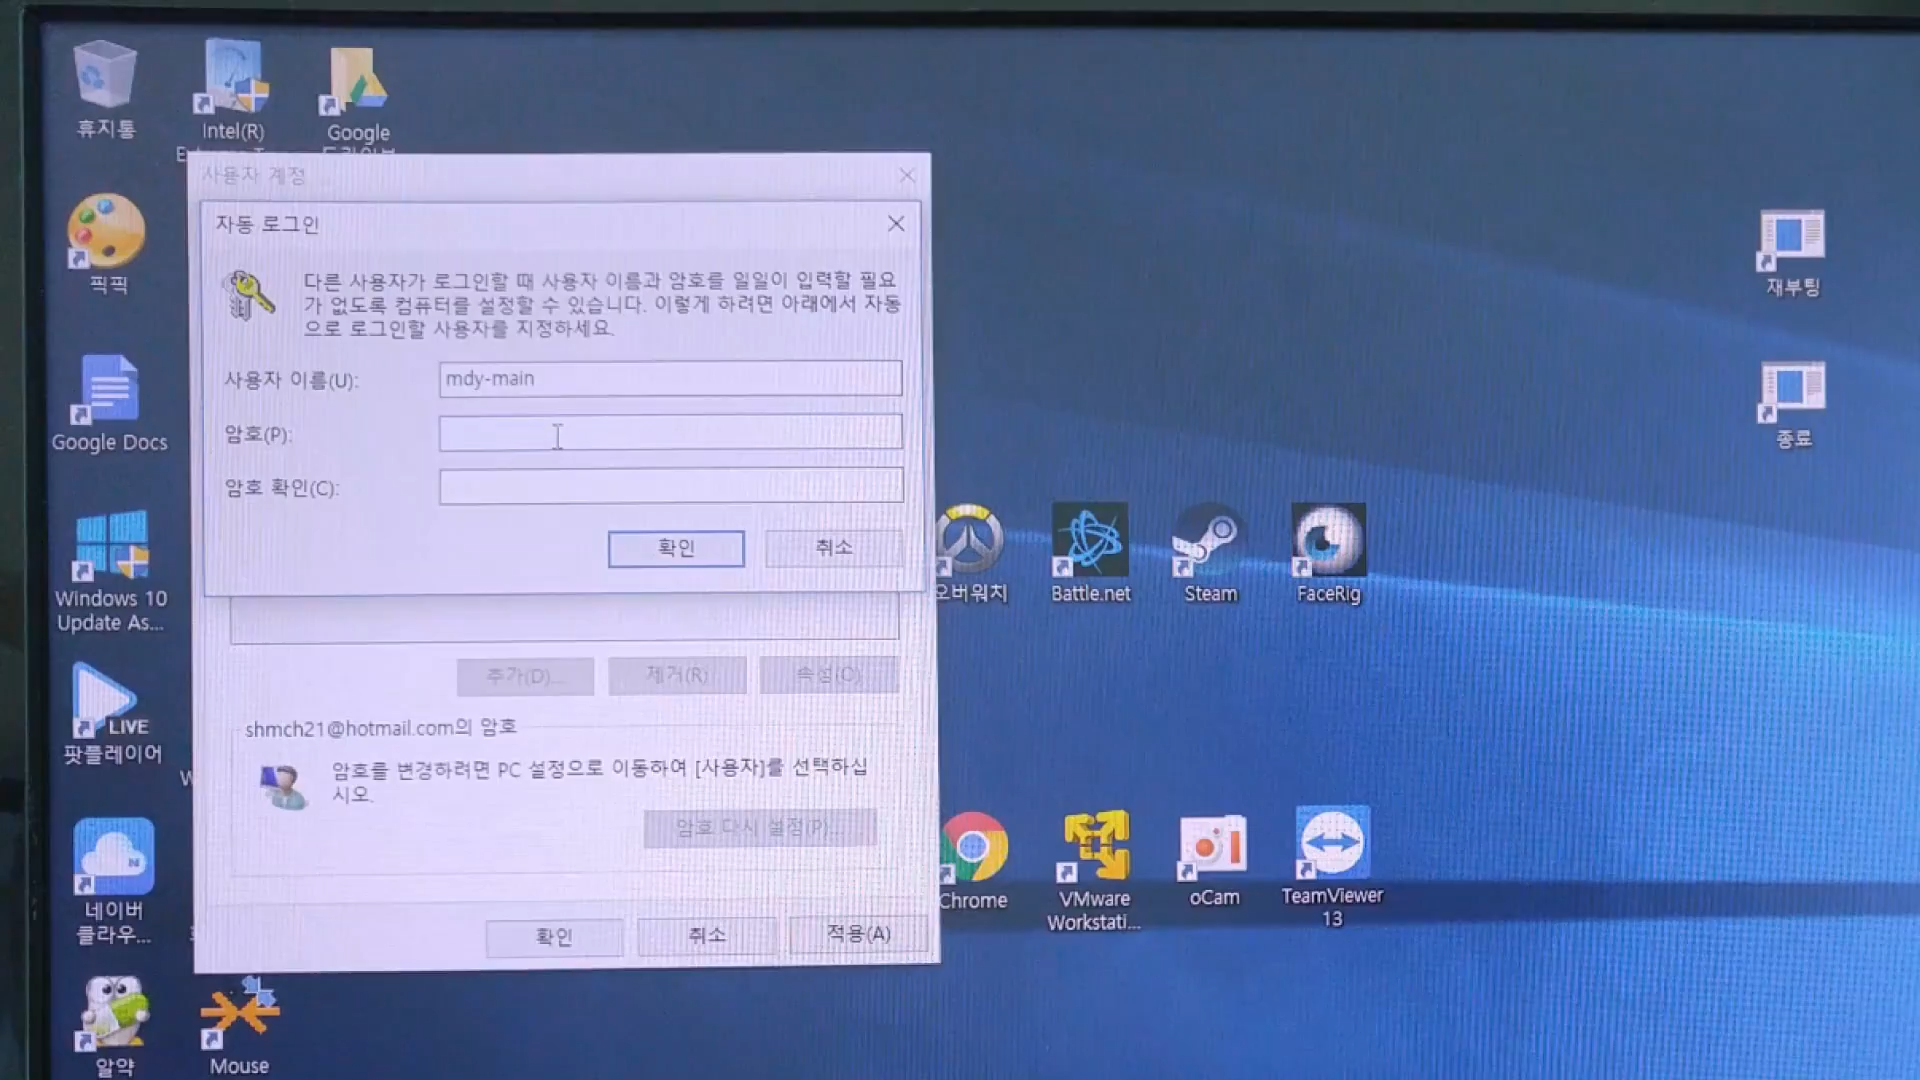 휴지통
Intel(R)
Google
픽픽
Google Docs
Windows 10
Update As...
LIVE
팟플레이어
네이버
클라우...
알약
Mouse
사용자 계정
자동 로그인
다른 사용자가 로그인할 때 사용자 이름과 암호를 일일이 입력할 필요
가 없도록 컴퓨터를 설정할 수 있습니다. 이렇게 하려면 아래에서 자동
으로 로그인할 사용자를 지정하세요.
사용자 이름(U):
mdy-main
암호(P):
암호 확인(C):
확인
취소
추가(D)...
제거(R)
속성(O)
shmch21@hotmail.com의 암호
암호를 변경하려면 PC 설정으로 이동하여 [사용자]를 선택하십
시오.
암호 다시 설정(P)...
확인
취소
적용(A)
재부팅
종료
오버워치
Battle.net
Steam
FaceRig
Chrome
VMware
Workstati...
oCam
TeamViewer
13